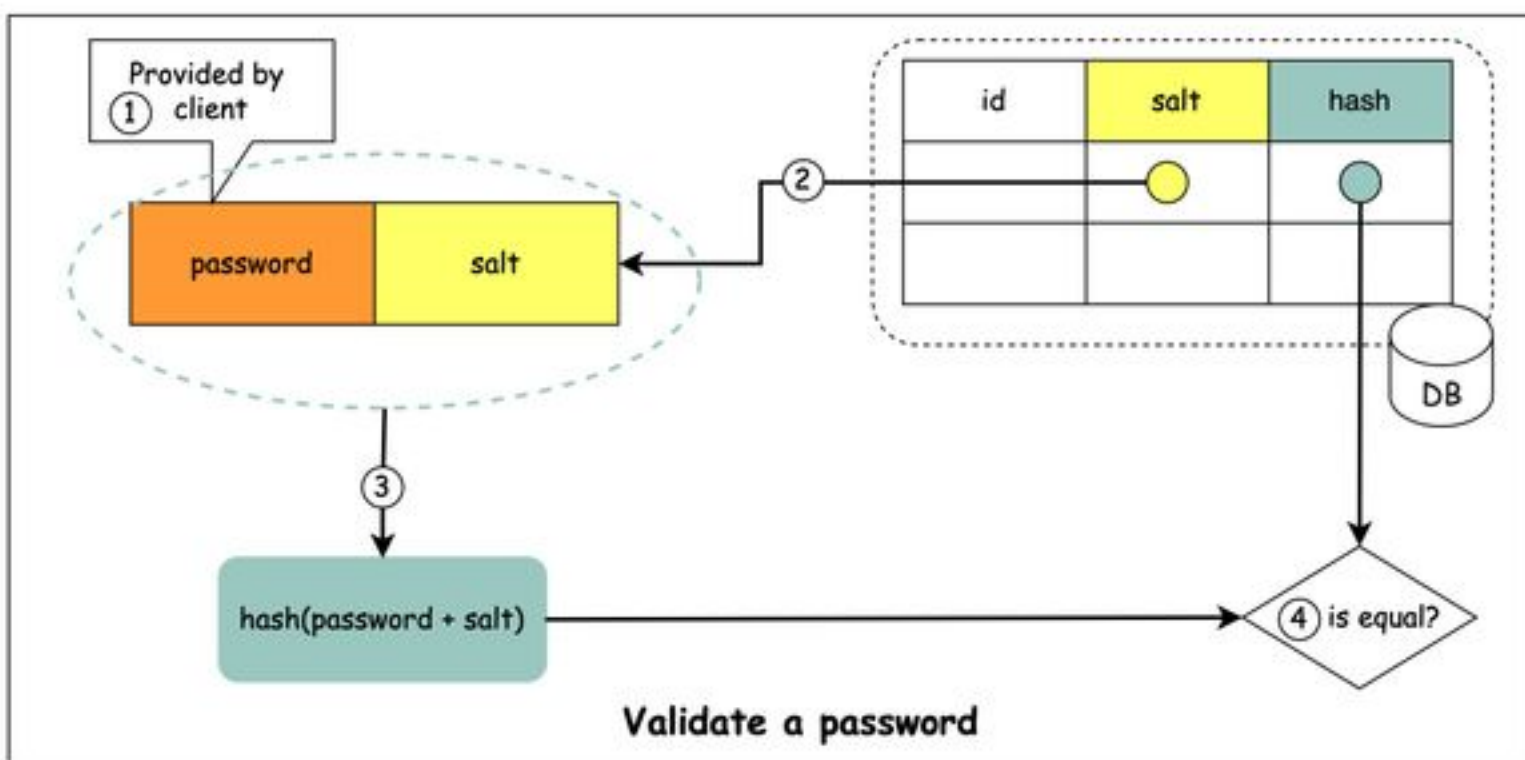 Provided by
1 client
id
salt
hash
2
password
salt
DB
3
hash(password + salt)
4 is equal?
Validate a password